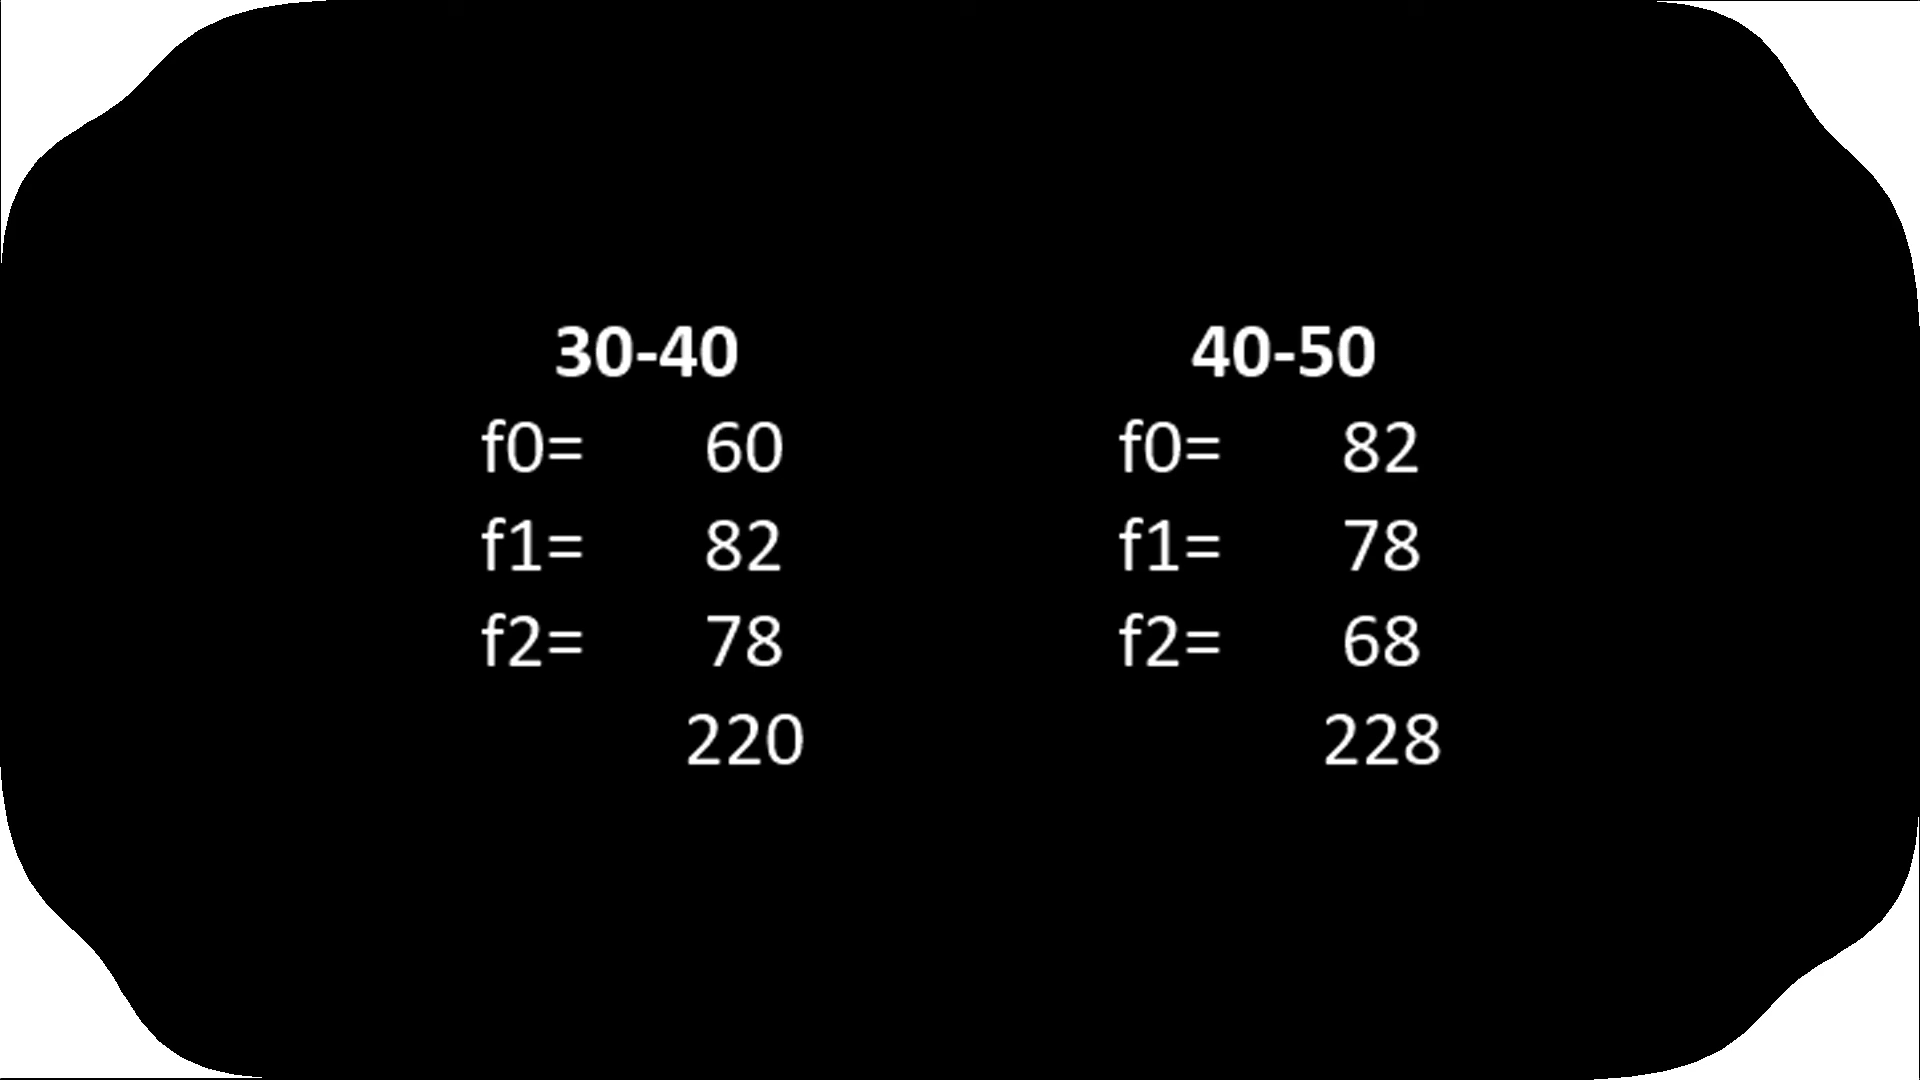 30-40 40-50
f0= 60 f0= 82
f1= 82 f1= 78
f2= 78 f2= 68
220 228